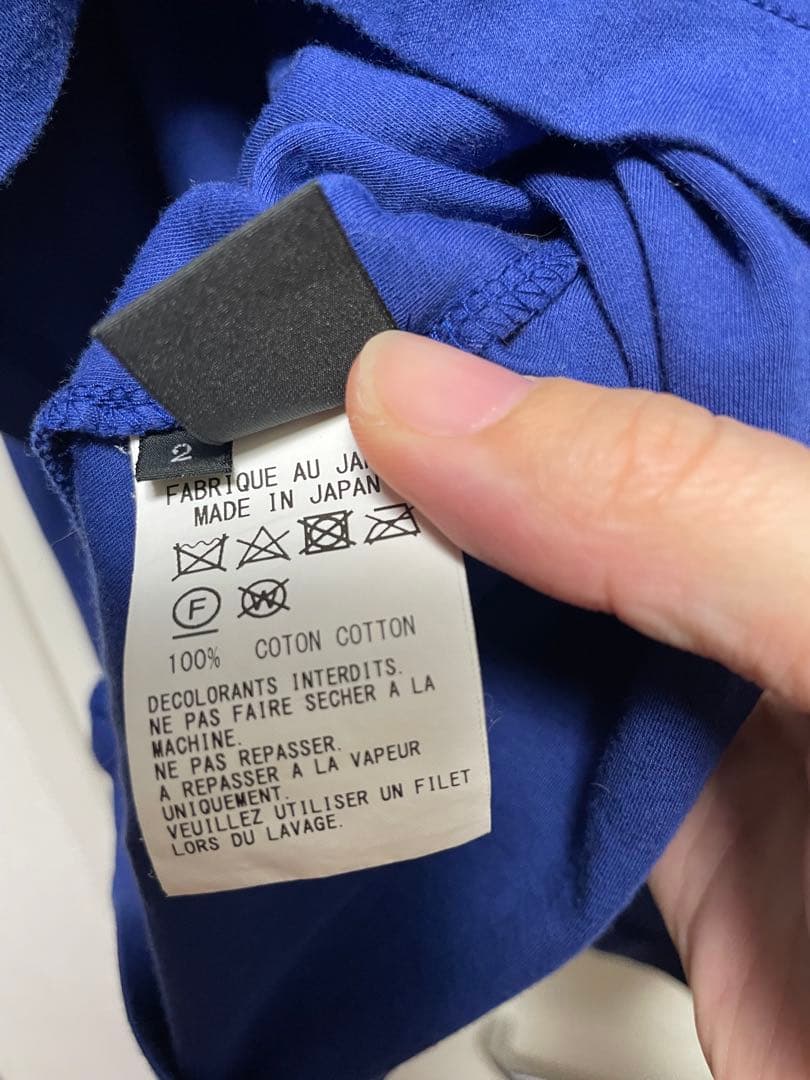 2
FABRIQUE AU
MADE IN JAPAN
F
W
100% COTON COTTON
DECOLORANTS INTERDITS.
NE PAS FAIRE SECHER A LA
MACHINE.
NE PAS REPASSER.
A REPASSER A LA VAPEUR
UNIQUEMENT.
VEUILLEZ UTILISER UN FILET
LORS DU LAVAGE.